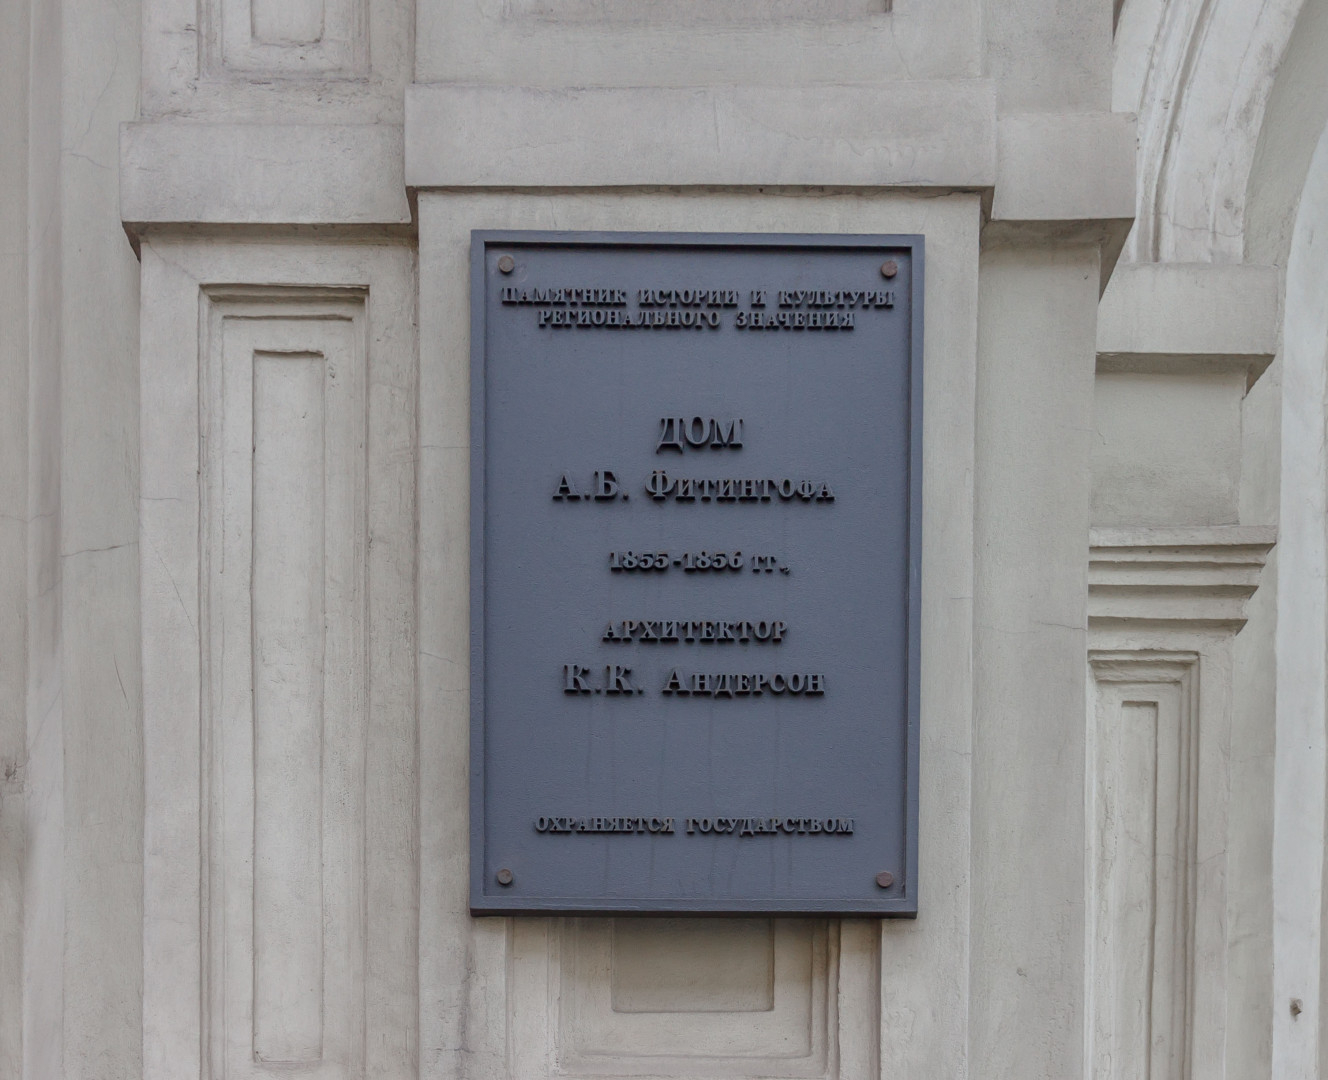 ПАМЯТНИК ИСТОРИИ И КУЛЬТУРЫ
РЕГИОНАЛЬНОГО ЗНАЧЕНИЯ
ДОМ
А.Б. ФИТИНГОФА
1855-1856 гг.,
АРХИТЕКТОР
К.К. АНДЕРСОН
ОХРАНЯЕТСЯ ГОСУДАРСТВОМ